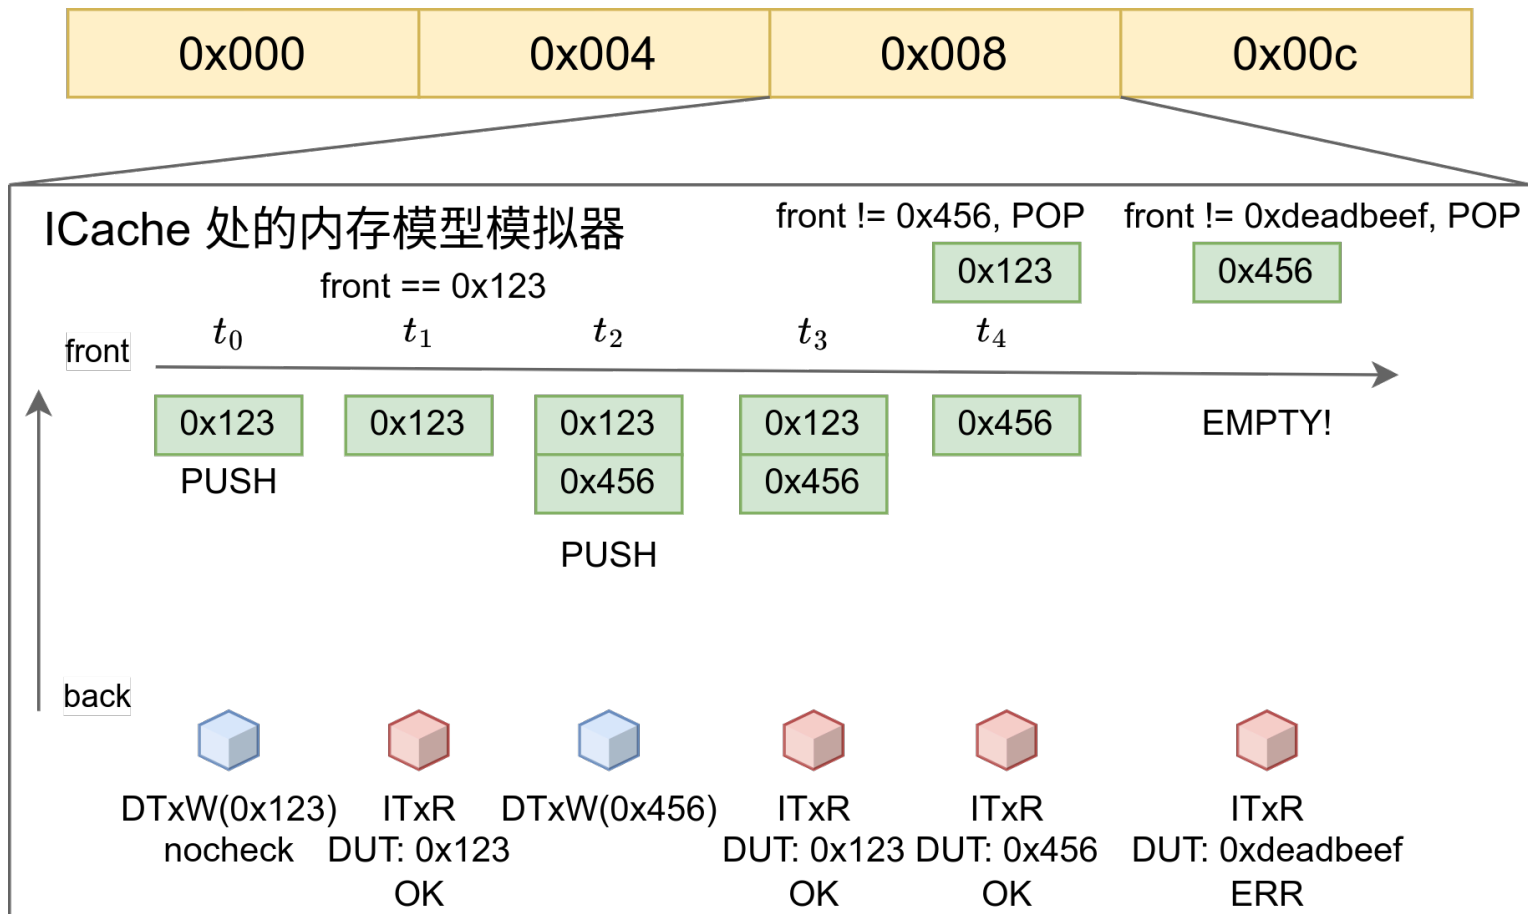 0x000 0x004 0x008 0x00c
ICache 处的内存模型模拟器
front != 0x456, POP
front != 0xdeadbeef, POP
0x123
0x456
front == 0x123
t0 t1 t2 t3 t4
front
0x123 0x123 0x123 0x123 0x456 EMPTY!
PUSH 0x456 0x456
PUSH
back
DTxW(0x123) ITxR DTxW(0x456) ITxR ITxR ITxR
nocheck DUT: 0x123 DUT: 0x123 DUT: 0x456 DUT: 0xdeadbeef
OK OK OK ERR